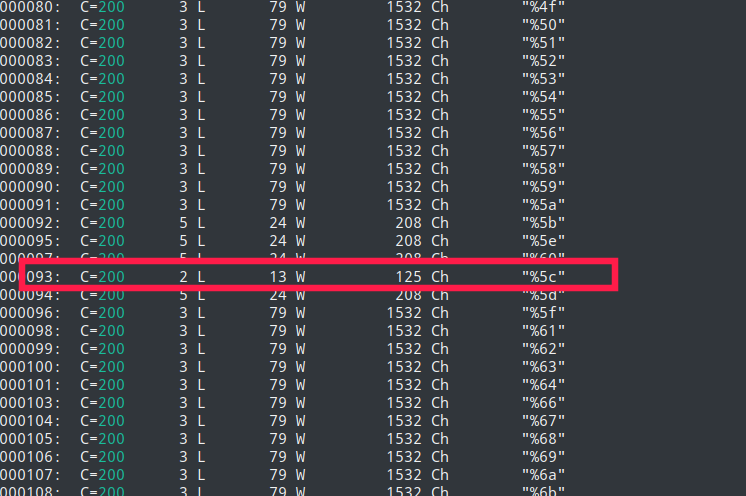 000080: C=200 3 L 79 W 1532 Ch "%4f"
000081: C=200 3 L 79 W 1532 Ch "%50"
000082: C=200 3 L 79 W 1532 Ch "%51"
000083: C=200 3 L 79 W 1532 Ch "%52"
000084: C=200 3 L 79 W 1532 Ch "%53"
000085: C=200 3 L 79 W 1532 Ch "%54"
000086: C=200 3 L 79 W 1532 Ch "%55"
000087: C=200 3 L 79 W 1532 Ch "%56"
000088: C=200 3 L 79 W 1532 Ch "%57"
000089: C=200 3 L 79 W 1532 Ch "%58"
000090: C=200 3 L 79 W 1532 Ch "%59"
000091: C=200 3 L 79 W 1532 Ch "%5a"
000092: C=200 5 L 24 W 208 Ch "%5b"
000095: C=200 5 L 24 W 208 Ch "%5e"
000097: C=200 5 L 24 W 208 Ch "%60"
000093: C=200 2 L 13 W 125 Ch "%5c"
000094: C=200 5 L 24 W 208 Ch "%5d"
000096: C=200 3 L 79 W 1532 Ch "%5f"
000098: C=200 3 L 79 W 1532 Ch "%61"
000099: C=200 3 L 79 W 1532 Ch "%62"
000100: C=200 3 L 79 W 1532 Ch "%63"
000101: C=200 3 L 79 W 1532 Ch "%64"
000103: C=200 3 L 79 W 1532 Ch "%66"
000104: C=200 3 L 79 W 1532 Ch "%67"
000105: C=200 3 L 79 W 1532 Ch "%68"
000106: C=200 3 L 79 W 1532 Ch "%69"
000107: C=200 3 L 79 W 1532 Ch "%6a"
000108: C=200 3 L 79 W 1532 Ch "%6b"